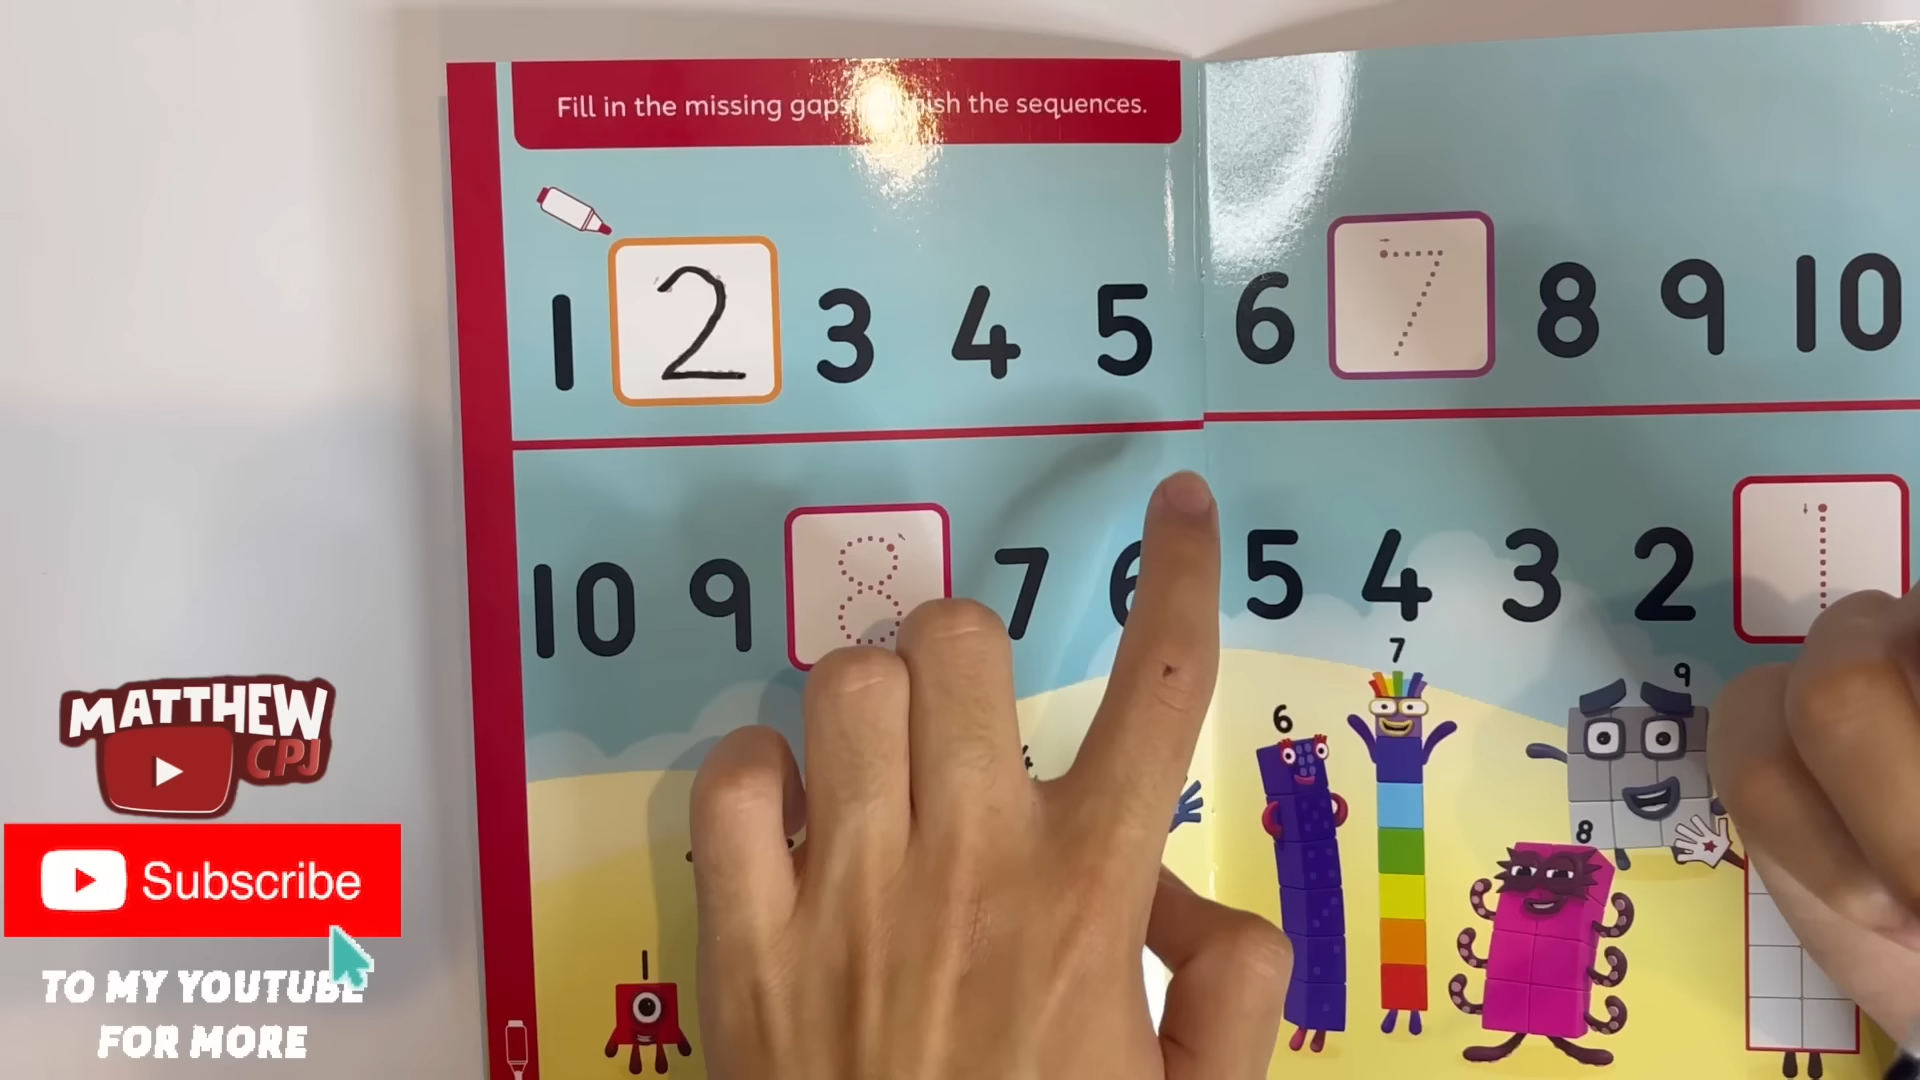 Fill in the missing gaps the sequences.
1 2 3 4 5 6 7 8 9 10
10 9 8 7 6 5 4 3 2 1
7
9
6
8
1
MATTHEW
CPJ
Subscribe
TO MY YOUTUBE
FOR MORE